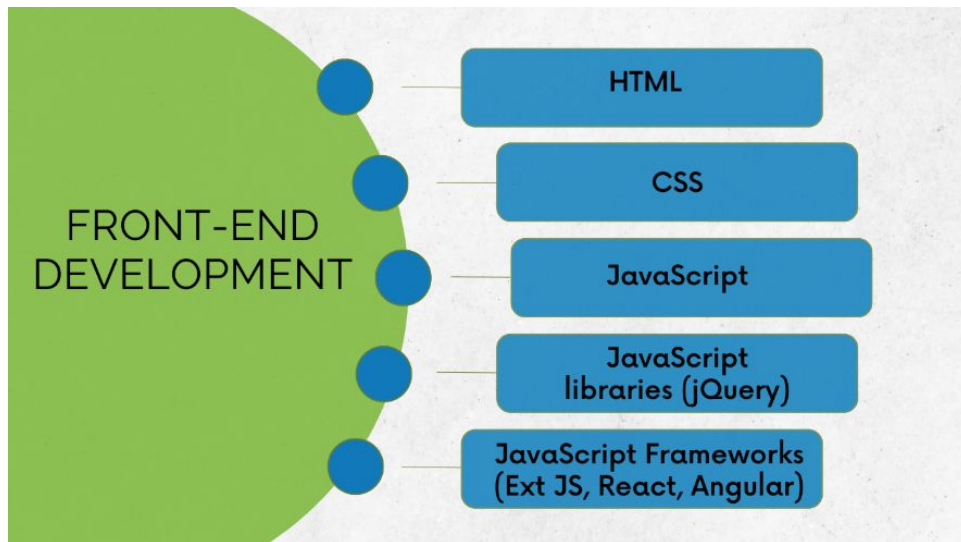 FRONT-END
DEVELOPMENT
HTML
CSS
JavaScript
JavaScript
libraries (jQuery)
JavaScript Frameworks
(Ext JS, React, Angular)